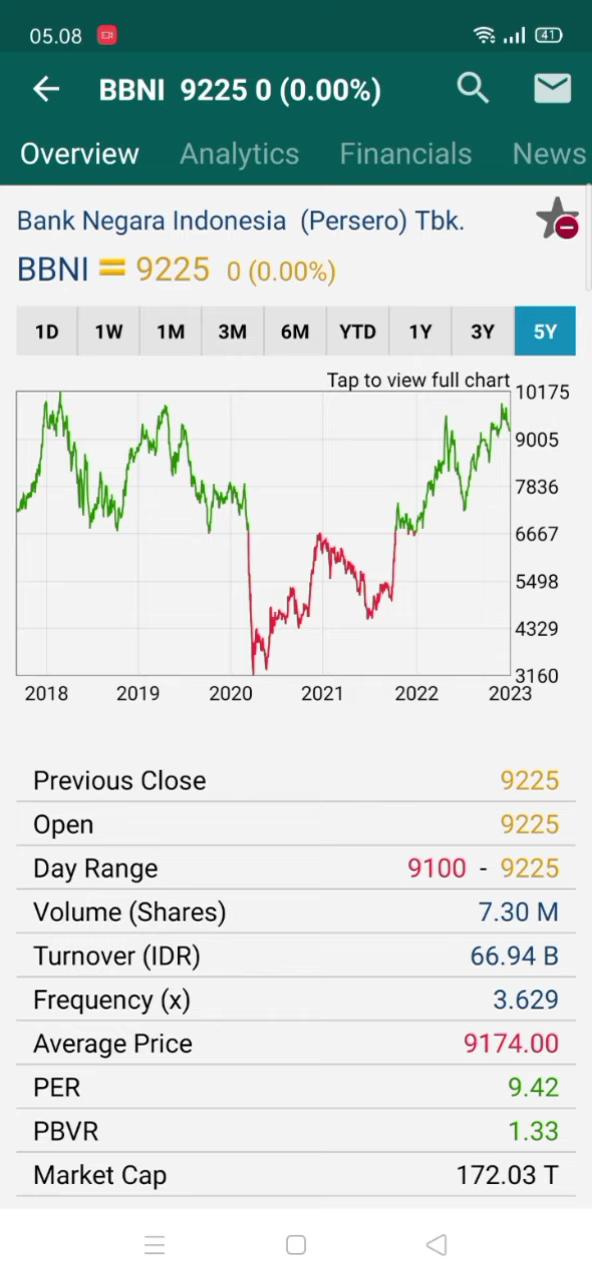 05.08 41
BBNI 9225 0 (0.00%)
Overview Analytics Financials News
Bank Negara Indonesia (Persero) Tbk.
BBNI = 9225 0 (0.00%)
1D 1W 1M 3M 6M YTD 1Y 3Y 5Y
Tap to view full chart
10175
9005
7836
6667
5498
4329
3160
2018 2019 2020 2021 2022 2023
Previous Close 9225
Open 9225
Day Range 9100 - 9225
Volume (Shares) 7.30 M
Turnover (IDR) 66.94 B
Frequency (x) 3.629
Average Price 9174.00
PER 9.42
PBVR 1.33
Market Cap 172.03 T